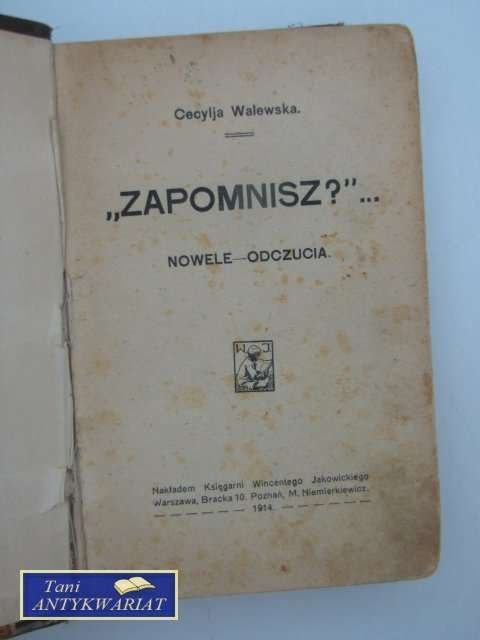 Cecylja Walewska.
„ZAPOMNISZ?"...
NOWELE—ODCZUCIA.
W J
Nakładem Księgarni Wincentego Jakowickiego
Warszawa, Bracka 10. Poznań, M. Niemierkiewicz.
1914.
Tani
ANTYKWARIAT